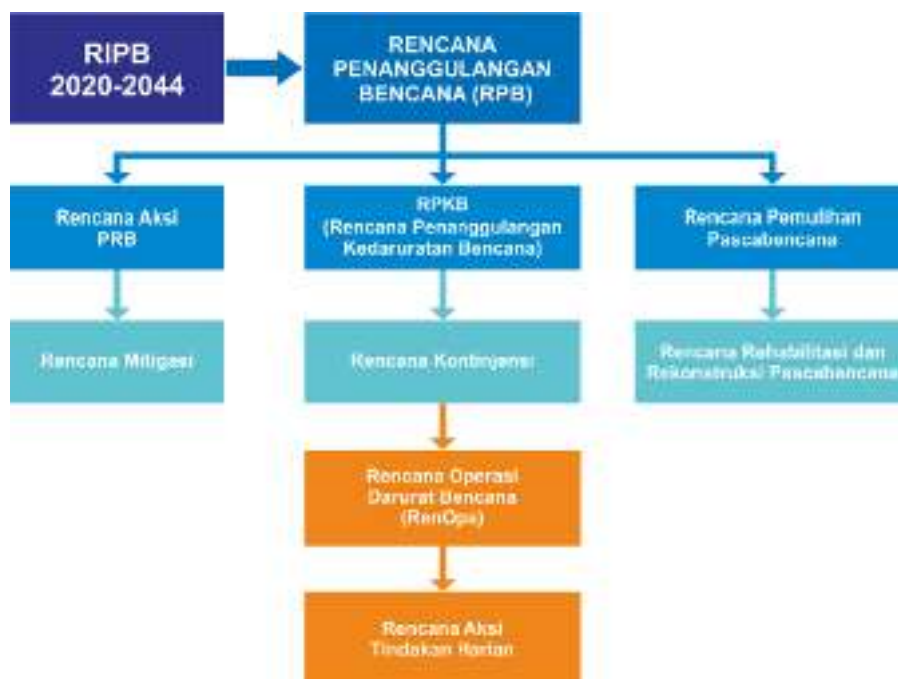 RIPB
2020-2044
RENCANA
PENANGGULANGAN
BENCANA (RPB)
Rencana Aksi
PRB
RPKB
(Rencana Penanggulangan
Kedaruratan Bencana)
Rencana Pemulihan
Pascabencana
Rencana Mitigasi
Rencana Kontinjensi
Rencana Rehabilitasi dan
Rekonstruksi Pascabencana
Rencana Operasi
Darurat Bencana
(RenOps)
Rencana Aksi
Tindakan Harian